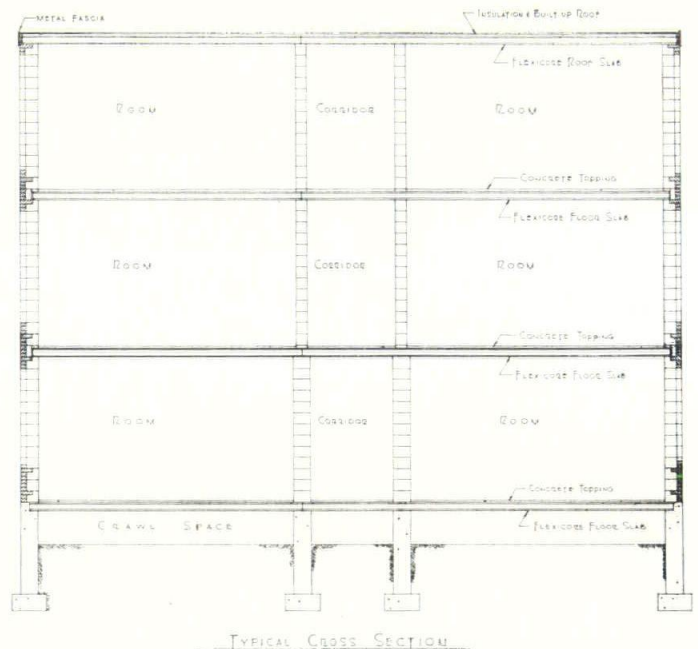 METAL FASCIA
INSULATION & BUILT UP ROOF
FLEXICORE ROOF SLAB
ROOM
CORRIDOR
ROOM
CONCRETE TOPPING
FLEXICORE FLOOR SLAB
ROOM
CORRIDOR
ROOM
CONCRETE TOPPING
FLEXICORE FLOOR SLAB
ROOM
CORRIDOR
ROOM
CONCRETE TOPPING
FLEXICORE FLOOR SLAB
CRAWL SPACE
TYPICAL CROSS SECTION